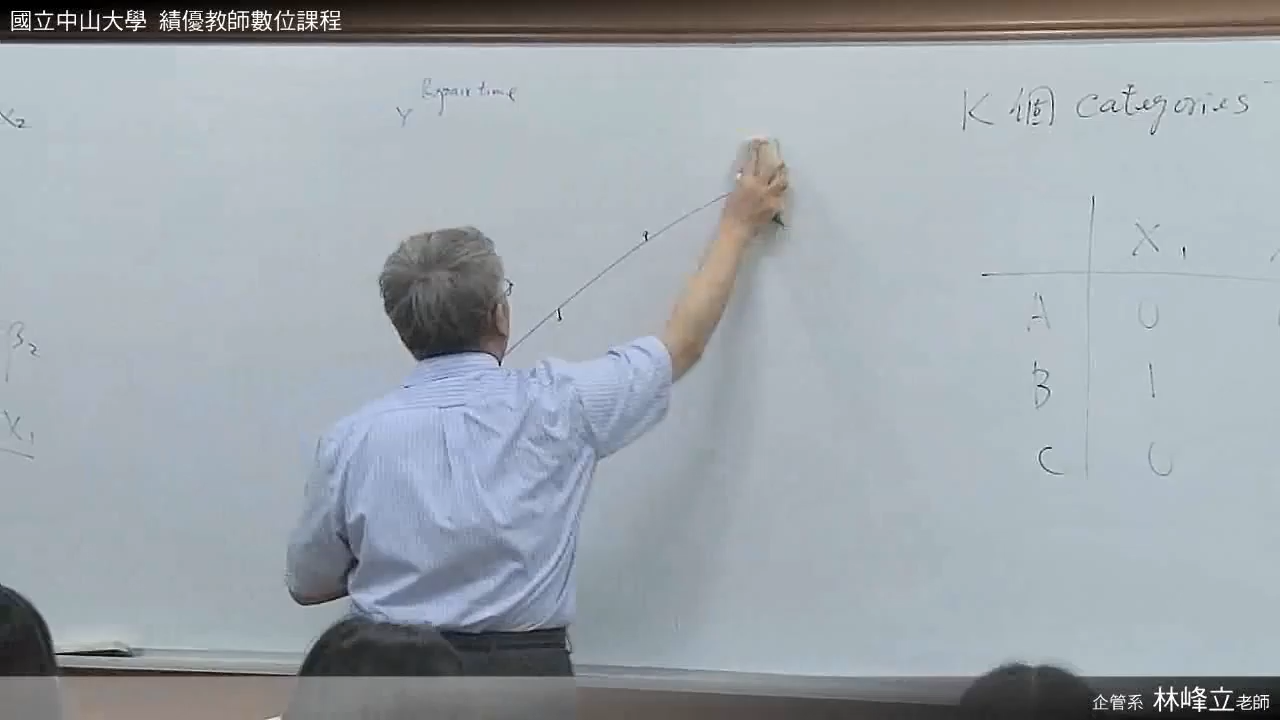 國立中山大學 績優教師數位課程
X₂
Repair time
Y
K 個 categories
X₁
A 0
B 1
C 0
β₂
X₁
企管系 林峰立老師